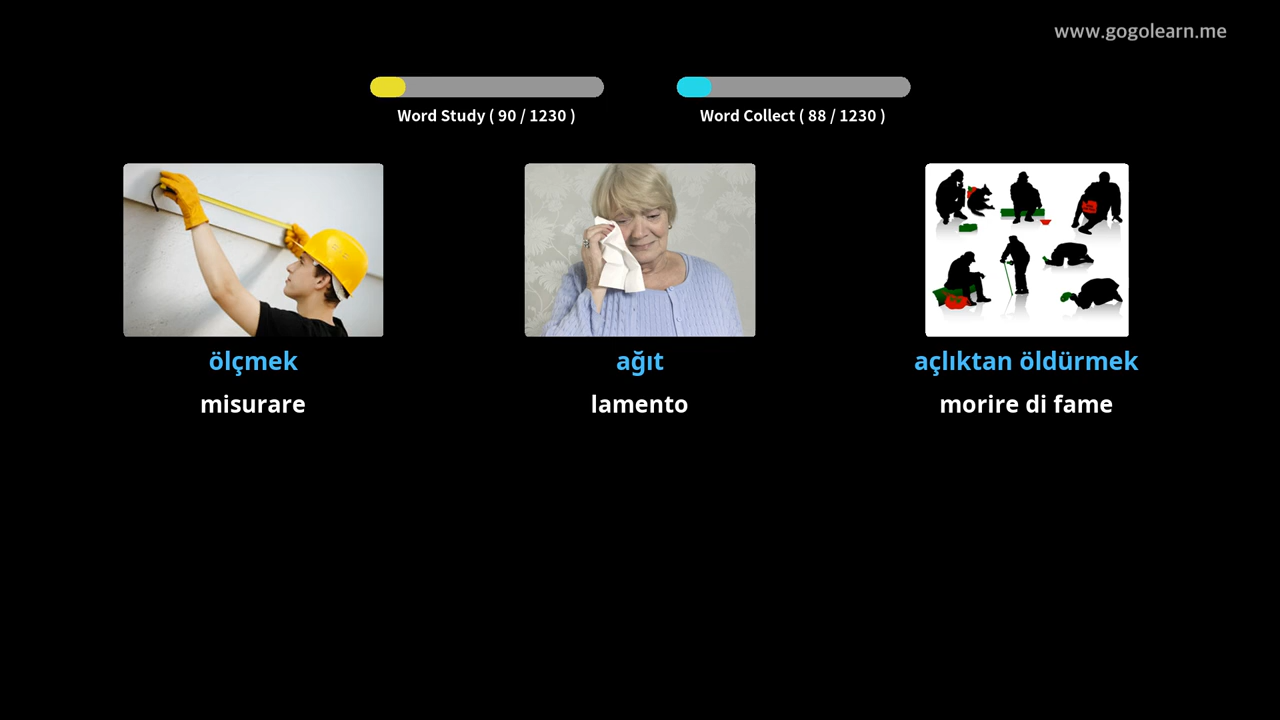 www.gogolearn.me
Word Study ( 90 / 1230 )
Word Collect ( 88 / 1230 )
ölçmek
misurare
ağıt
lamento
açlıktan öldürmek
morire di fame